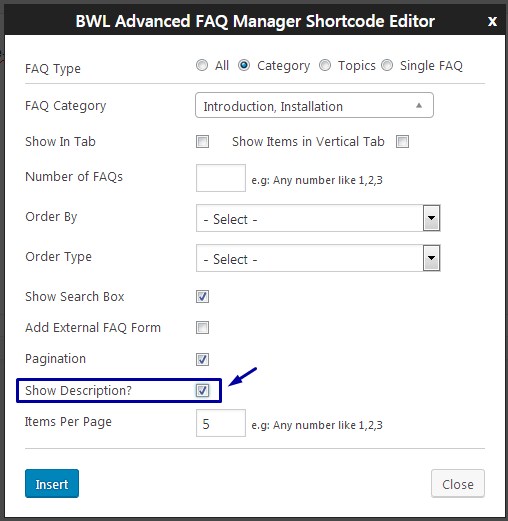 BWL Advanced FAQ Manager Shortcode Editor x
FAQ Type All Category Topics Single FAQ
FAQ Category Introduction, Installation
Show In Tab Show Items in Vertical Tab
Number of FAQs e.g: Any number like 1,2,3
Order By - Select -
Order Type - Select -
Show Search Box
Add External FAQ Form
Pagination
Show Description?
Items Per Page 5 e.g: Any number like 1,2,3
Insert Close